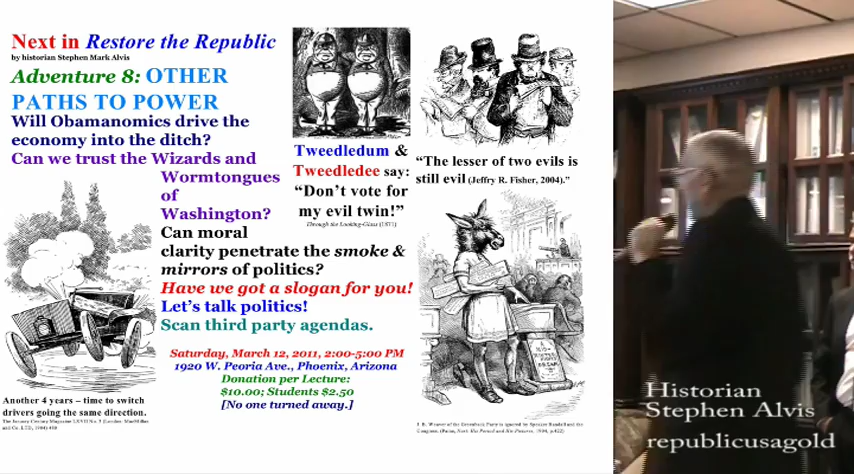 Next in Restore the Republic
by historian Stephen Mark Alvis
Adventure 8: OTHER
PATHS TO POWER
Will Obamanomics drive the
economy into the ditch?
Can we trust the Wizards and
Wormtongues
of
Washington?
Can moral
clarity penetrate the smoke &
mirrors of politics?
Have we got a slogan for you!
Let's talk politics!
Scan third party agendas.
Saturday, March 12, 2011, 2:00-5:00 PM
1920 W. Peoria Ave., Phoenix, Arizona
Donation per Lecture:
$10.00; Students $2.50
[No one turned away.]
Another 4 years – time to switch
drivers going the same direction.
Tweedledum &
Tweedledee say:
“Don't vote for
my evil twin!”
Through the Looking-Glass (1871)
“The lesser of two evils is
still evil (Jeffry R. Fisher, 2004).”
Historian
Stephen Alvis
republicusagold